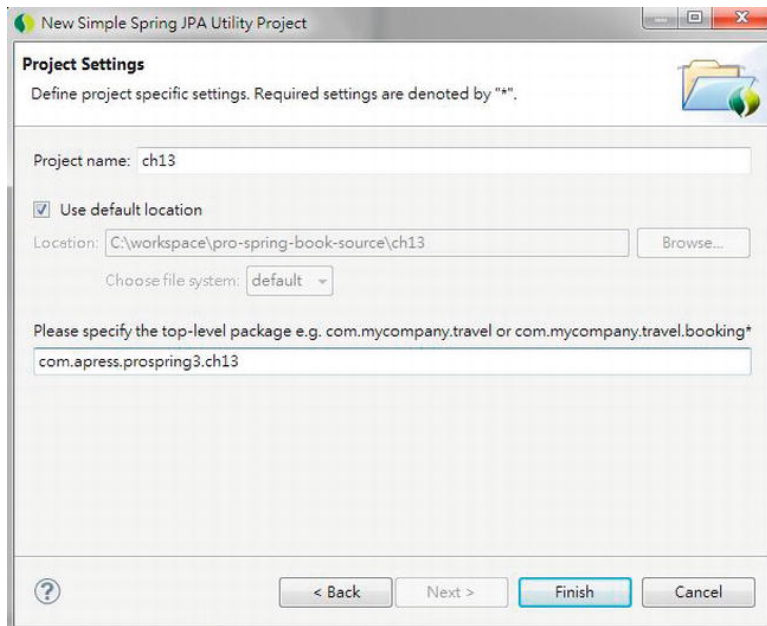 New Simple Spring JPA Utility Project
Project Settings
Define project specific settings. Required settings are denoted by "*".
Project name: ch13
Use default location
Location: C:\workspace\pro-spring-book-source\ch13 Browse...
Choose file system: default
Please specify the top-level package e.g. com.mycompany.travel or com.mycompany.travel.booking*
com.apress.prospring3.ch13
? < Back Next > Finish Cancel